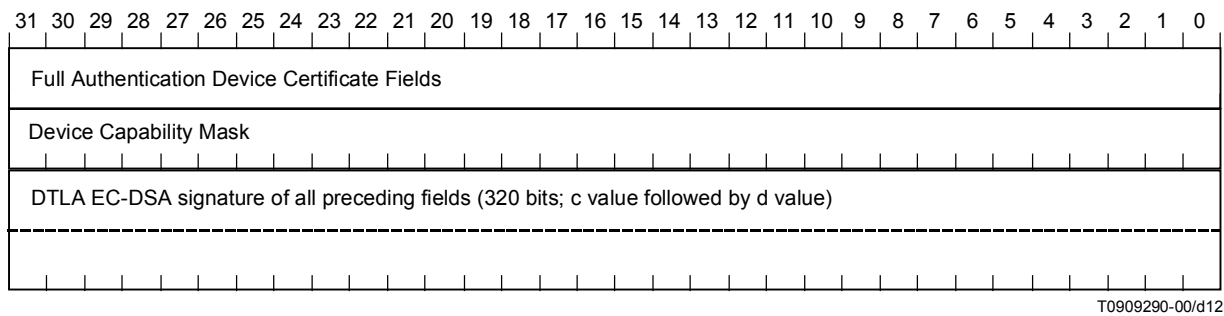 31 30 29 28 27 26 25 24 23 22 21 20 19 18 17 16 15 14 13 12 11 10 9 8 7 6 5 4 3 2 1 0
Full Authentication Device Certificate Fields
Device Capability Mask
DTLA EC-DSA signature of all preceding fields (320 bits; c value followed by d value)
T0909290-00/d12